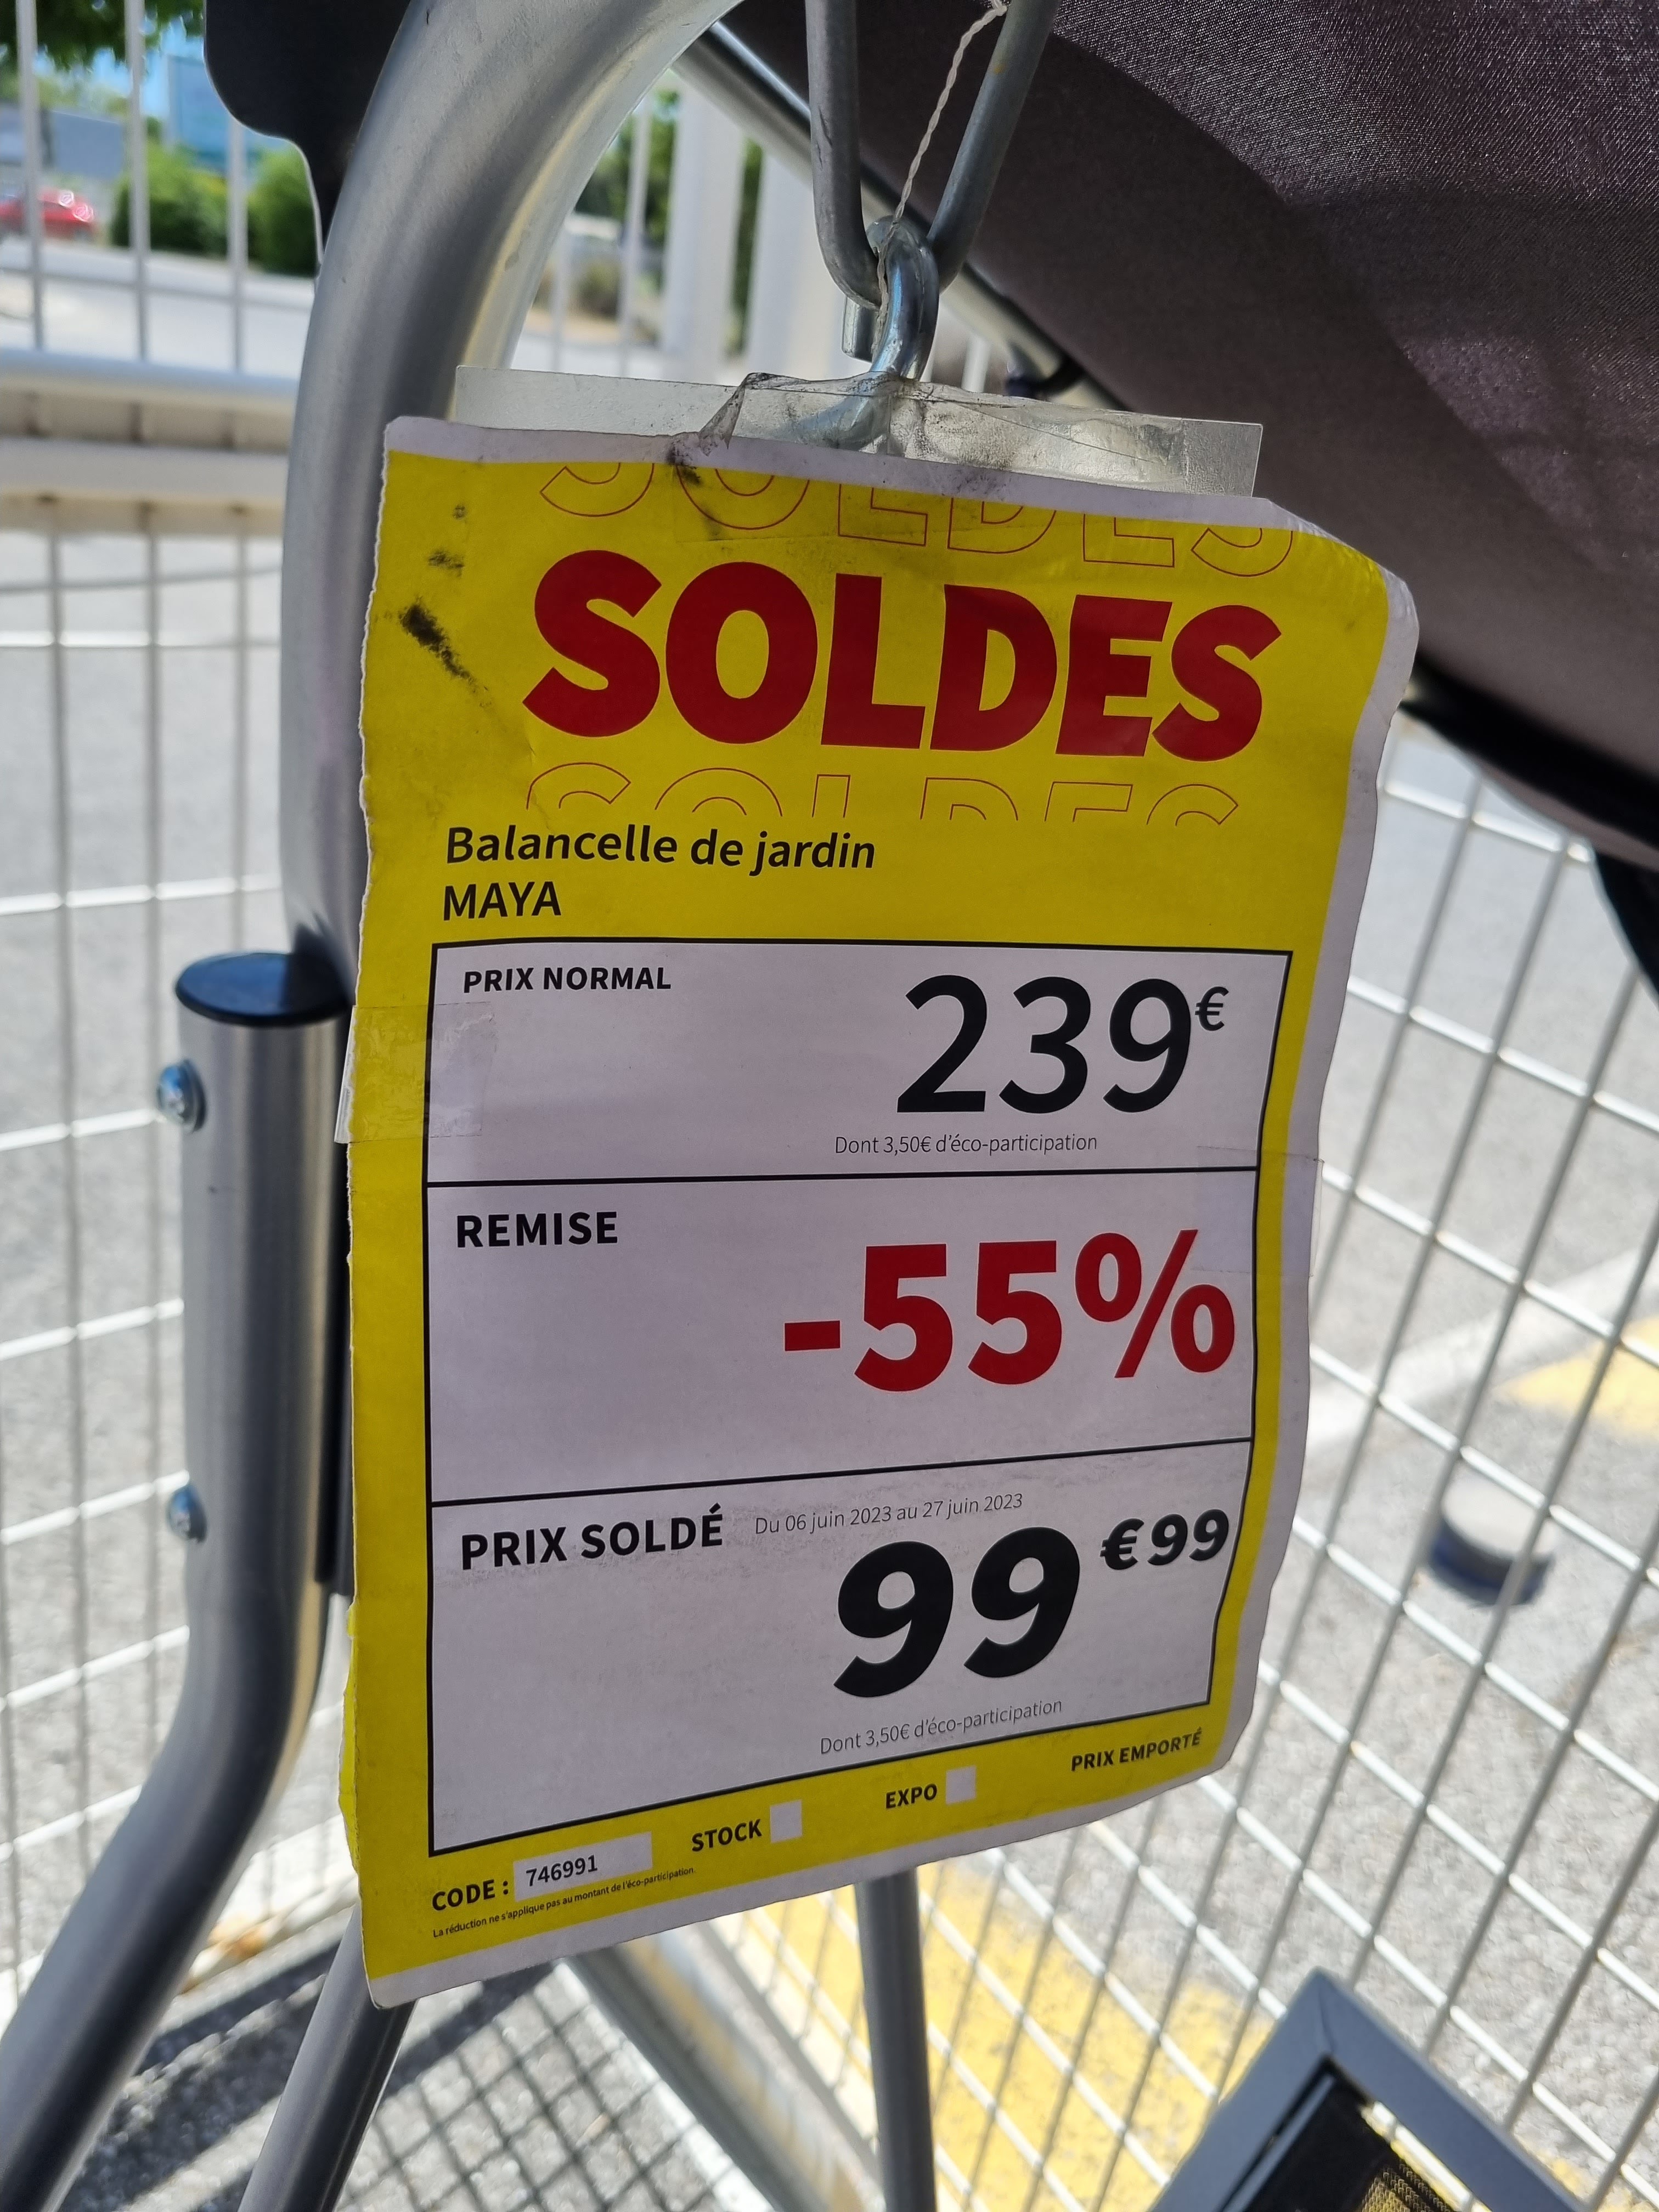 SOLDES
SOLDES
SOLDES
Balancelle de jardin
MAYA
PRIX NORMAL
239€
Dont 3,50€ d'éco-participation
REMISE
-55%
PRIX SOLDÉ Du 06 juin 2023 au 27 juin 2023
99€99
Dont 3,50€ d'éco-participation
CODE : 746991 STOCK EXPO PRIX EMPORTÉ
La réduction ne s'applique pas au montant de l'éco-participation.